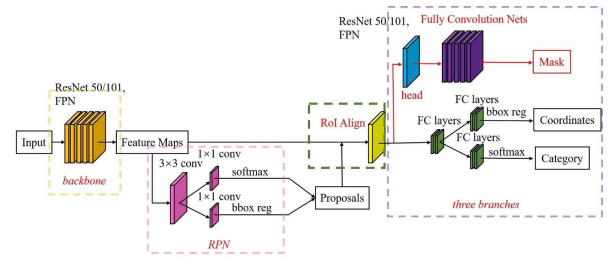 ResNet 50/101,
FPN
Fully Convolution Nets
Mask
head
ResNet 50/101,
FPN
RoI Align
FC layers
bbox reg
Coordinates
FC layers
FC layers
softmax
Category
Input
Feature Maps
backbone
3×3 conv
1×1 conv
softmax
1×1 conv
bbox reg
Proposals
RPN
three branches